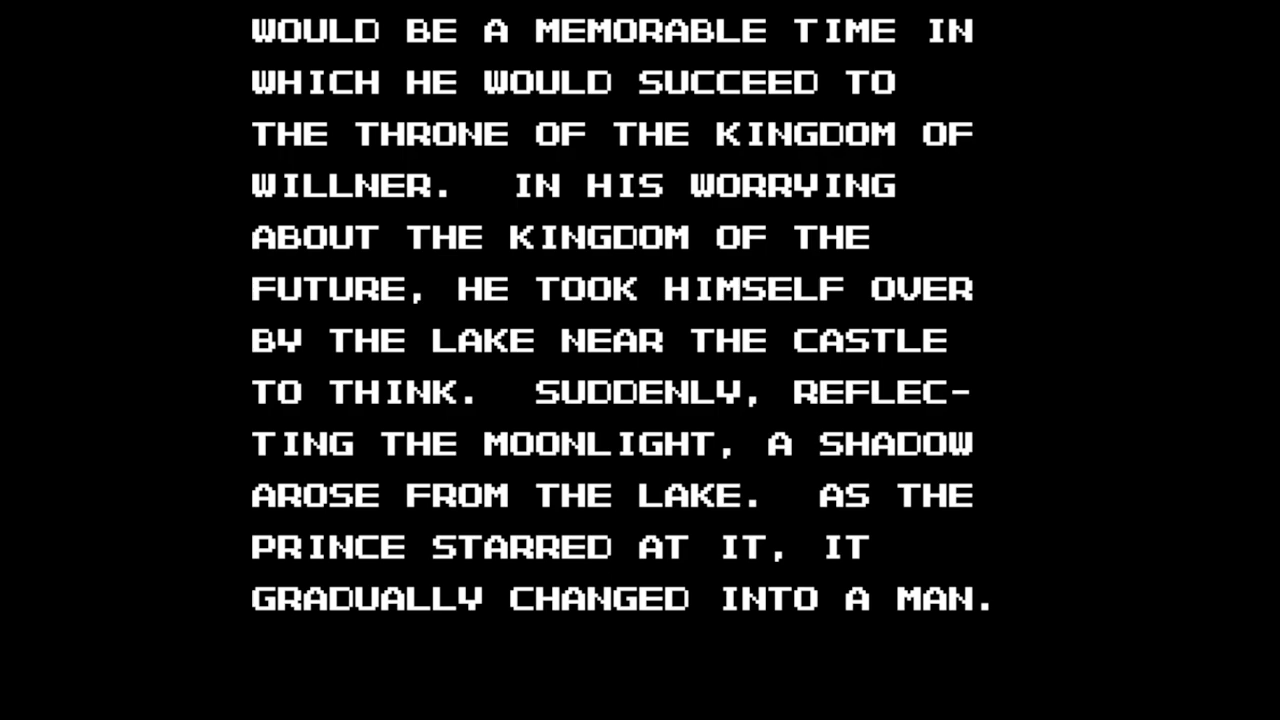 WOULD BE A MEMORABLE TIME IN
WHICH HE WOULD SUCCEED TO
THE THRONE OF THE KINGDOM OF
WILLNER.  IN HIS WORRYING
ABOUT THE KINGDOM OF THE
FUTURE, HE TOOK HIMSELF OVER
BY THE LAKE NEAR THE CASTLE
TO THINK.  SUDDENLY, REFLEC-
TING THE MOONLIGHT, A SHADOW
AROSE FROM THE LAKE.  AS THE
PRINCE STARRED AT IT, IT
GRADUALLY CHANGED INTO A MAN.